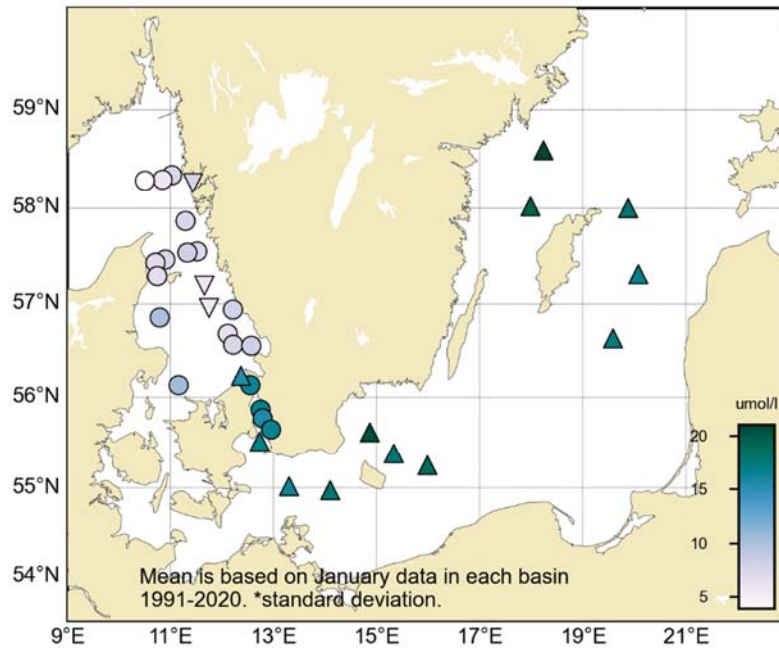 59°N
58°N
57°N
56°N
55°N
54°N
umol/l
20
15
10
5
Mean is based on January data in each basin
1991-2020. *standard deviation.
9°E 11°E 13°E 15°E 17°E 19°E 21°E